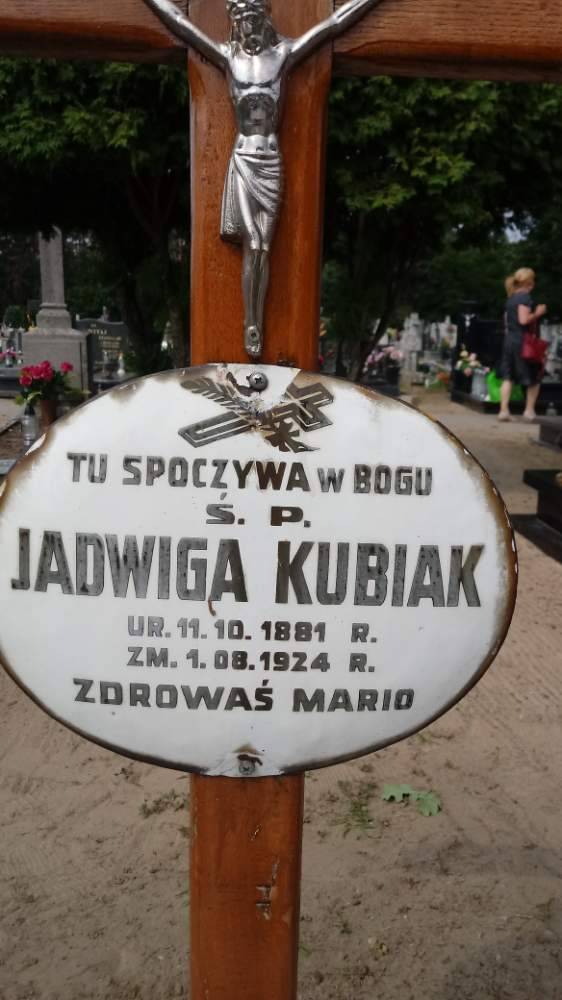 TU SPOCZYWA W BOGU
Ś. P.
JADWIGA KUBIAK
UR. 11. 10. 1881 R.
ZM. 1. 08. 1924 R.
ZDROWAŚ MARIO